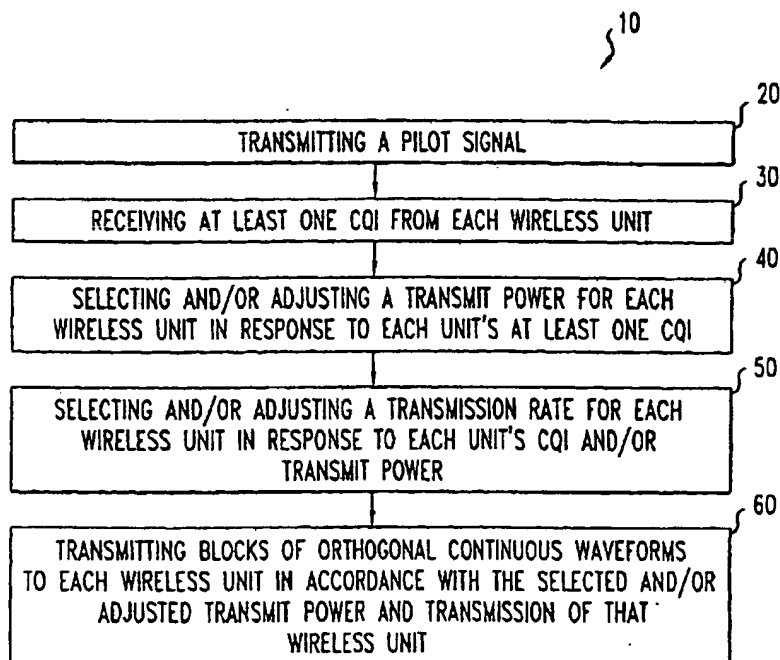 10
20
TRANSMITTING A PILOT SIGNAL
30
RECEIVING AT LEAST ONE CQI FROM EACH WIRELESS UNIT
40
SELECTING AND/OR ADJUSTING A TRANSMIT POWER FOR EACH
WIRELESS UNIT IN RESPONSE TO EACH UNIT'S AT LEAST ONE CQI
50
SELECTING AND/OR ADJUSTING A TRANSMISSION RATE FOR EACH
WIRELESS UNIT IN RESPONSE TO EACH UNIT'S CQI AND/OR
TRANSMIT POWER
60
TRANSMITTING BLOCKS OF ORTHOGONAL CONTINUOUS WAVEFORMS
TO EACH WIRELESS UNIT IN ACCORDANCE WITH THE SELECTED AND/OR
ADJUSTED TRANSMIT POWER AND TRANSMISSION OF THAT
WIRELESS UNIT